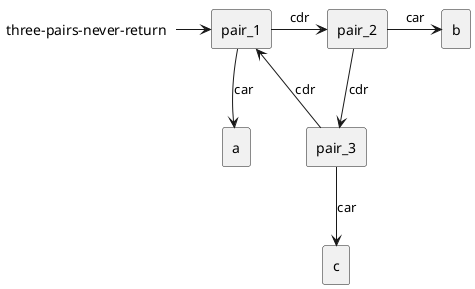 three-pairs-never-return
pair_1
cdr
pair_2
car
b
car
cdr
cdr
a
pair_3
car
c